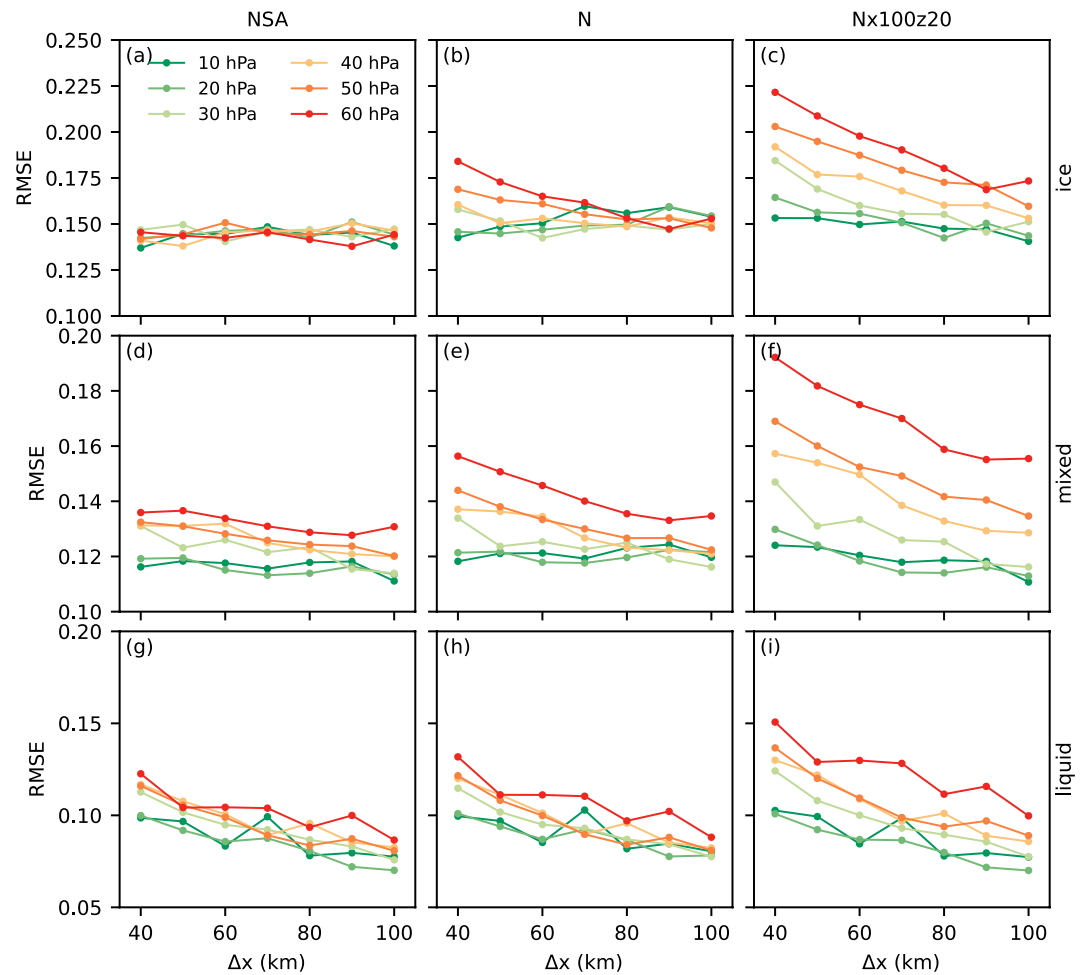 NSA N Nx100z20
(a) (b) (c)
10 hPa 40 hPa
20 hPa 50 hPa
30 hPa 60 hPa
0.250
0.225
0.200
0.175
0.150
0.125
0.100
RMSE
ice
(d) (e) (f)
0.20
0.18
0.16
0.14
0.12
0.10
RMSE
mixed
(g) (h) (i)
0.20
0.15
0.10
0.05
RMSE
liquid
40 60 80 100 40 60 80 100 40 60 80 100
Δx (km) Δx (km) Δx (km)